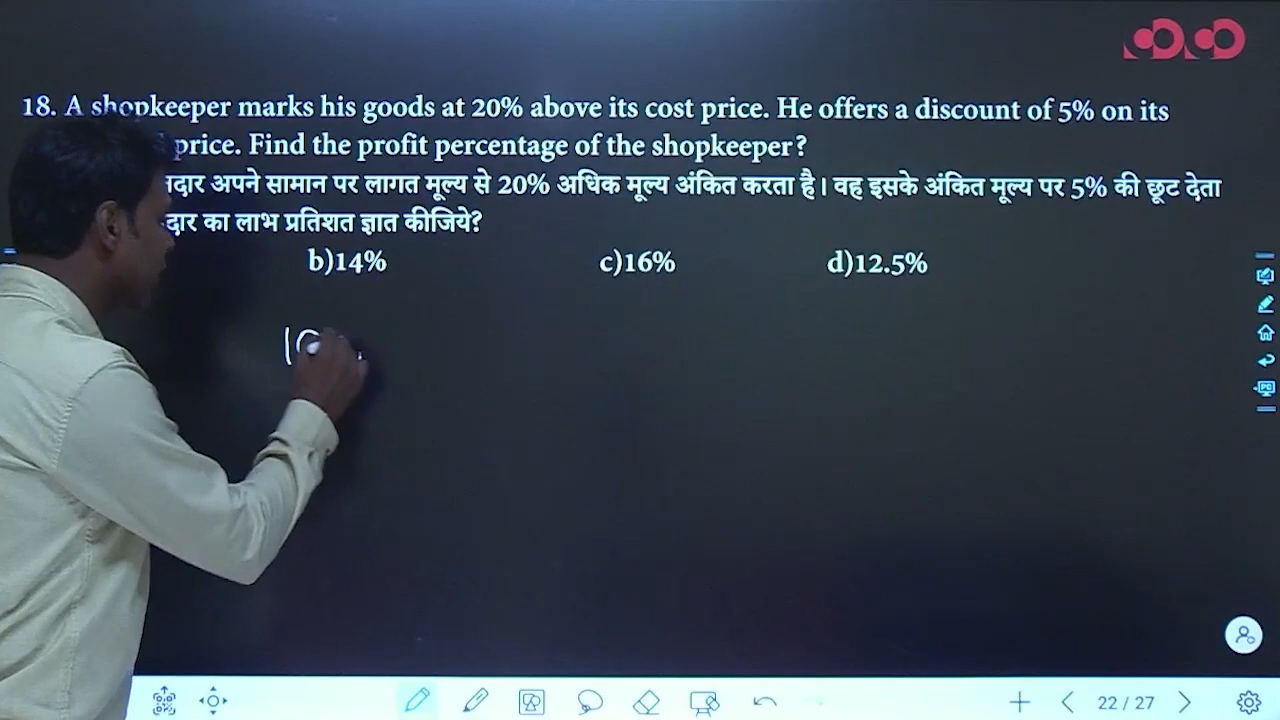 18. A shopkeeper marks his goods at 20% above its cost price. He offers a discount of 5% on its
price. Find the profit percentage of the shopkeeper?
अपने सामान पर लागत मूल्य से 20% अधिक मूल्य अंकित करता है। वह इसके अंकित मूल्य पर 5% की छूट देता
का लाभ प्रतिशत ज्ञात कीजिये?
b)14% c)16% d)12.5%
10
PC
22 / 27